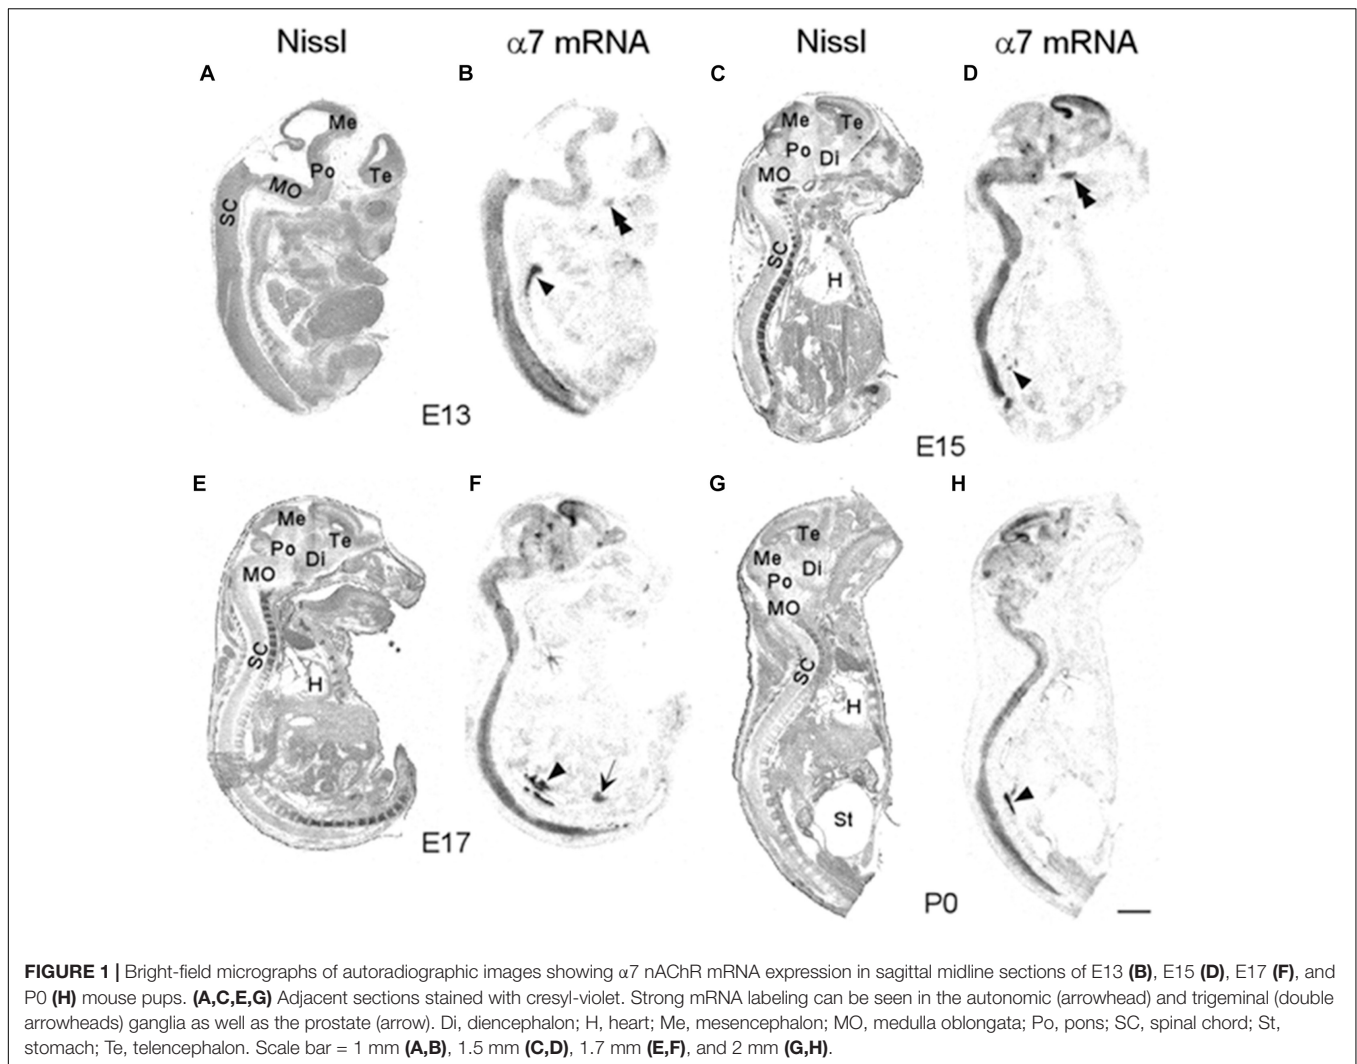 Nissl α7 mRNA Nissl α7 mRNA
A B C D
Me
Po
Te
MO
SC
Me Te
Po Di
MO
SC
H
E13
E15
E F G H
Me
Te
Po Di
MO
SC
H
Te
Me Di
Po
MO
SC
H
St
E17
P0
FIGURE 1 | Bright-field micrographs of autoradiographic images showing α7 nAChR mRNA expression in sagittal midline sections of E13 (B), E15 (D), E17 (F), and
P0 (H) mouse pups. (A,C,E,G) Adjacent sections stained with cresyl-violet. Strong mRNA labeling can be seen in the autonomic (arrowhead) and trigeminal (double
arrowheads) ganglia as well as the prostate (arrow). Di, diencephalon; H, heart; Me, mesencephalon; MO, medulla oblongata; Po, pons; SC, spinal chord; St,
stomach; Te, telencephalon. Scale bar = 1 mm (A,B), 1.5 mm (C,D), 1.7 mm (E,F), and 2 mm (G,H).